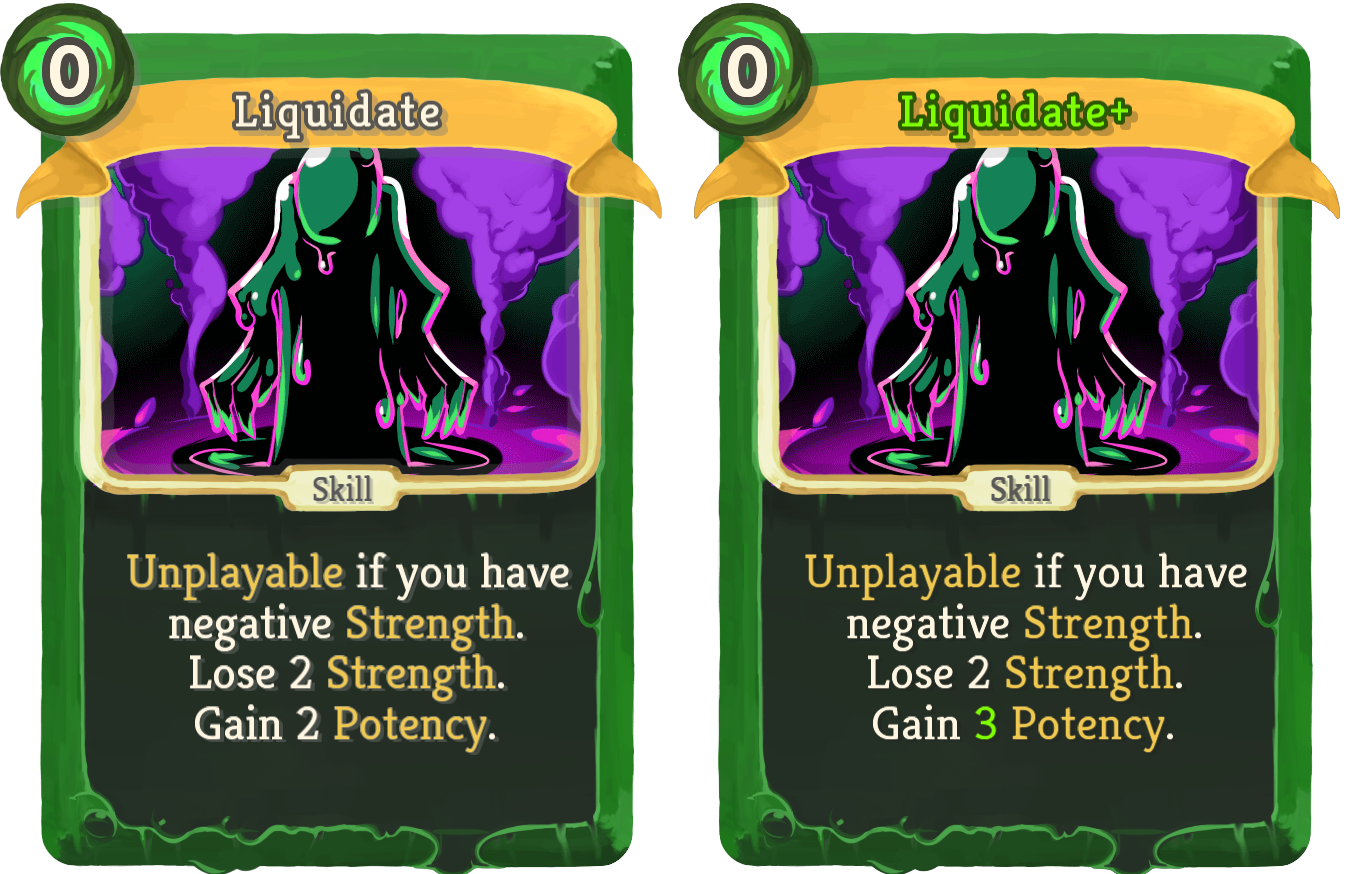 0
Liquidate
Skill
Unplayable if you have
negative Strength.
Lose 2 Strength.
Gain 2 Potency.
0
Liquidate+
Skill
Unplayable if you have
negative Strength.
Lose 2 Strength.
Gain 3 Potency.